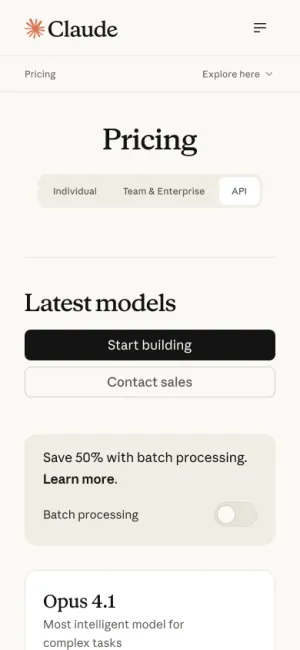 Claude
Pricing
Explore here
Pricing
Individual
Team & Enterprise
API
Latest models
Start building
Contact sales
Save 50% with batch processing.
Learn more.
Batch processing
Opus 4.1
Most intelligent model for
complex tasks